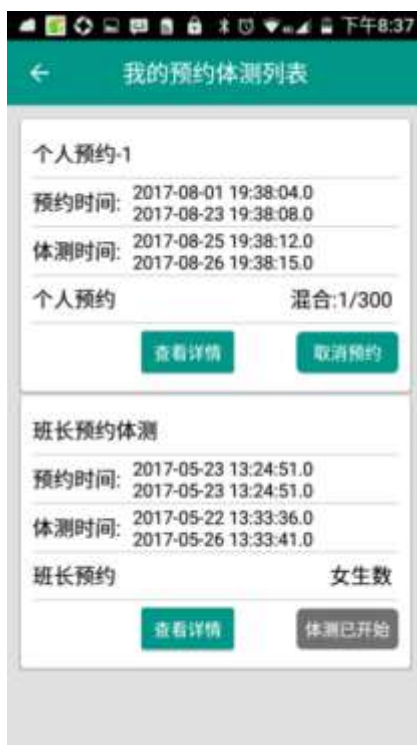 下午8:37
我的预约体测列表
个人预约-1
预约时间: 2017-08-01 19:38:04.0
2017-08-23 19:38:08.0
体测时间: 2017-08-25 19:38:12.0
2017-08-26 19:38:15.0
个人预约 混合:1/300
查看详情 取消预约
班长预约体测
预约时间: 2017-05-23 13:24:51.0
2017-05-23 13:24:51.0
体测时间: 2017-05-22 13:33:36.0
2017-05-26 13:33:41.0
班长预约 女生数
查看详情 体测已开始